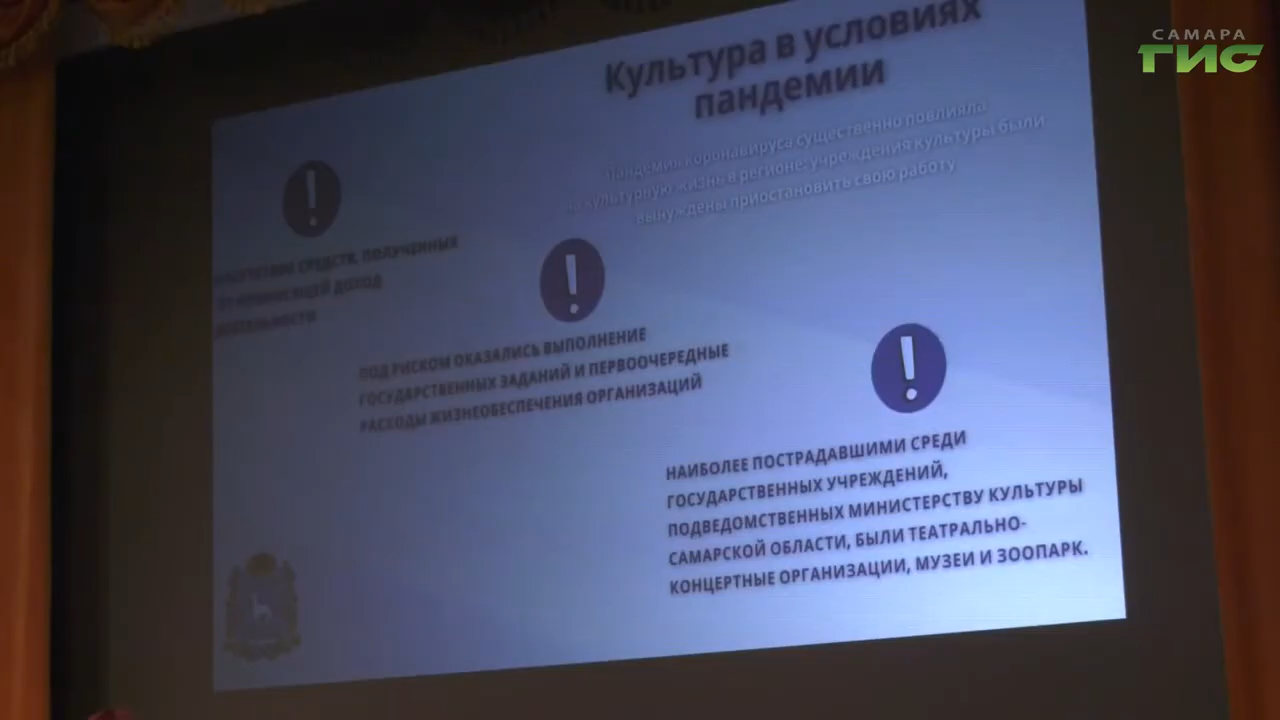 САМАРА
ГИС
Культура в условиях
пандемии
Пандемия коронавируса существенно повлияла
на культурную жизнь в регионе: учреждения культуры были
вынуждены приостановить свою работу
СРЕДСТВ, ПОЛУЧЕННЫХ
ДОХОД
ДЕЯТЕЛЬНОСТИ
ПОД РИСКОМ ОКАЗАЛИСЬ ВЫПОЛНЕНИЕ
ГОСУДАРСТВЕННЫХ ЗАДАНИЙ И ПЕРВООЧЕРЕДНЫЕ
РАСХОДЫ ЖИЗНЕОБЕСПЕЧЕНИЯ ОРГАНИЗАЦИЙ
НАИБОЛЕЕ ПОСТРАДАВШИМИ СРЕДИ
ГОСУДАРСТВЕННЫХ УЧРЕЖДЕНИЙ,
ПОДВЕДОМСТВЕННЫХ МИНИСТЕРСТВУ КУЛЬТУРЫ
САМАРСКОЙ ОБЛАСТИ, БЫЛИ ТЕАТРАЛЬНО-
КОНЦЕРТНЫЕ ОРГАНИЗАЦИИ, МУЗЕИ И ЗООПАРК.